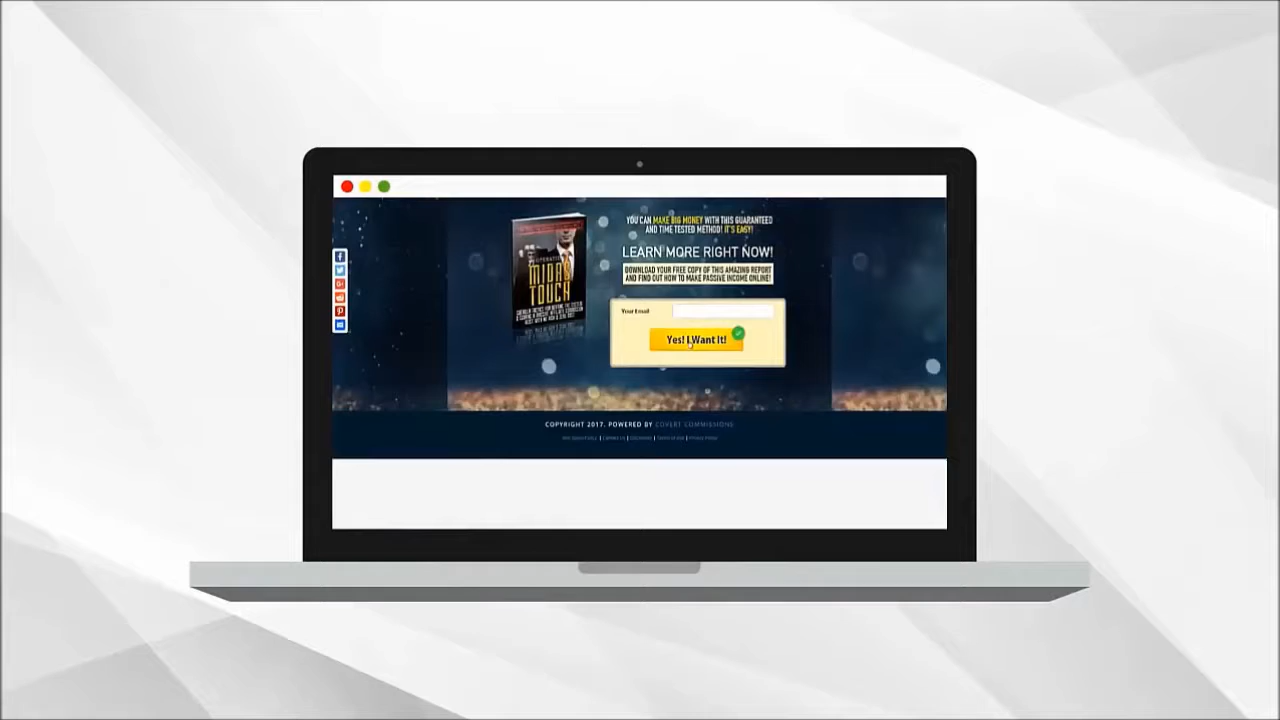 YOU CAN MAKE BIG MONEY WITH THIS GUARANTEED
AND TIME TESTED METHOD! IT'S EASY!
LEARN MORE RIGHT NOW!
DOWNLOAD YOUR FREE COPY OF THIS AMAZING REPORT
AND FIND OUT HOW TO MAKE PASSIVE INCOME ONLINE!
MIDAS
TOUCH
Your Email
Yes! I Want It!
COPYRIGHT 2017. POWERED BY COVERT COMMISSIONS